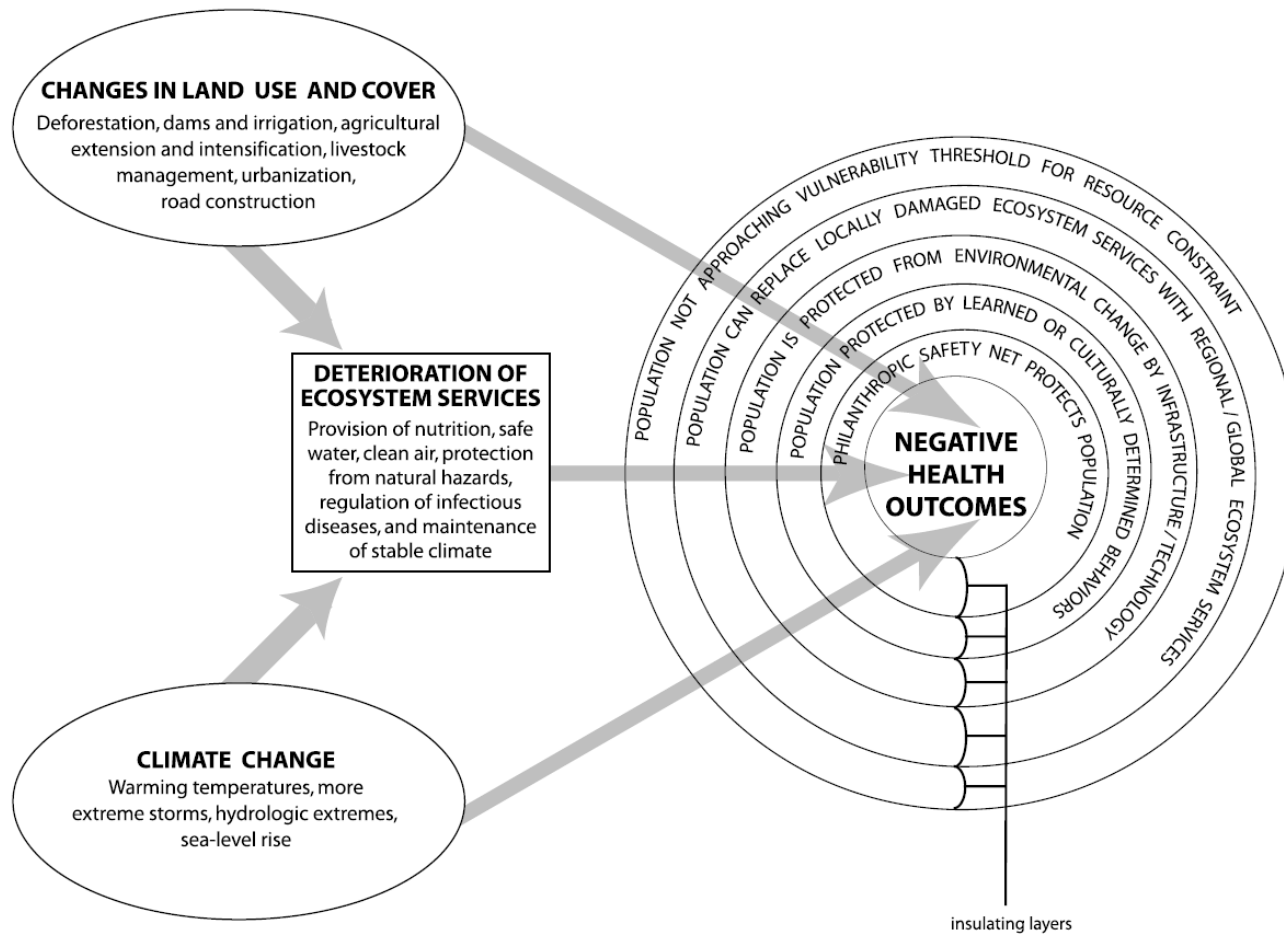 CHANGES IN LAND USE AND COVER
Deforestation, dams and irrigation, agricultural
extension and intensification, livestock
management, urbanization,
road construction
DETERIORATION OF
ECOSYSTEM SERVICES
Provision of nutrition, safe
water, clean air, protection
from natural hazards,
regulation of infectious
diseases, and maintenance
of stable climate
CLIMATE CHANGE
Warming temperatures, more
extreme storms, hydrologic extremes,
sea-level rise
POPULATION NOT APPROACHING VULNERABILITY THRESHOLD FOR RESOURCE CONSTRAINT
POPULATION CAN REPLACE LOCALLY DAMAGED ECOSYSTEM SERVICES WITH REGIONAL / GLOBAL ECOSYSTEM SERVICES
POPULATION IS PROTECTED FROM ENVIRONMENTAL CHANGE BY INFRASTRUCTURE / TECHNOLOGY
POPULATION PROTECTED BY LEARNED OR CULTURALLY DETERMINED BEHAVIORS
PHILANTHROPIC SAFETY NET PROTECTS POPULATION
NEGATIVE
HEALTH
OUTCOMES
insulating layers